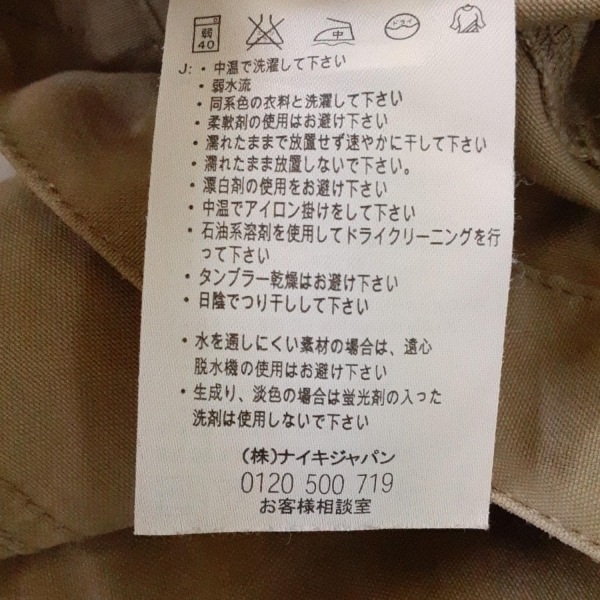 弱
40
中
ドライ
J: ・中温で洗濯して下さい
・弱水流
・同系色の衣料と洗濯して下さい
・柔軟剤の使用はお避け下さい
・濡れたままで放置せず速やかに干して下さい
・濡れたまま放置しないで下さい。
・漂白剤の使用をお避け下さい
・中温でアイロン掛けをして下さい
・石油系溶剤を使用してドライクリーニングを行
って下さい
・タンブラー乾燥はお避け下さい
・日陰でつり干しして下さい
・水を通しにくい素材の場合は、遠心
脱水機の使用はお避け下さい
・生成り、淡色の場合は蛍光剤の入った
洗剤は使用しないで下さい
(株)ナイキジャパン
0120 500 719
お客様相談室